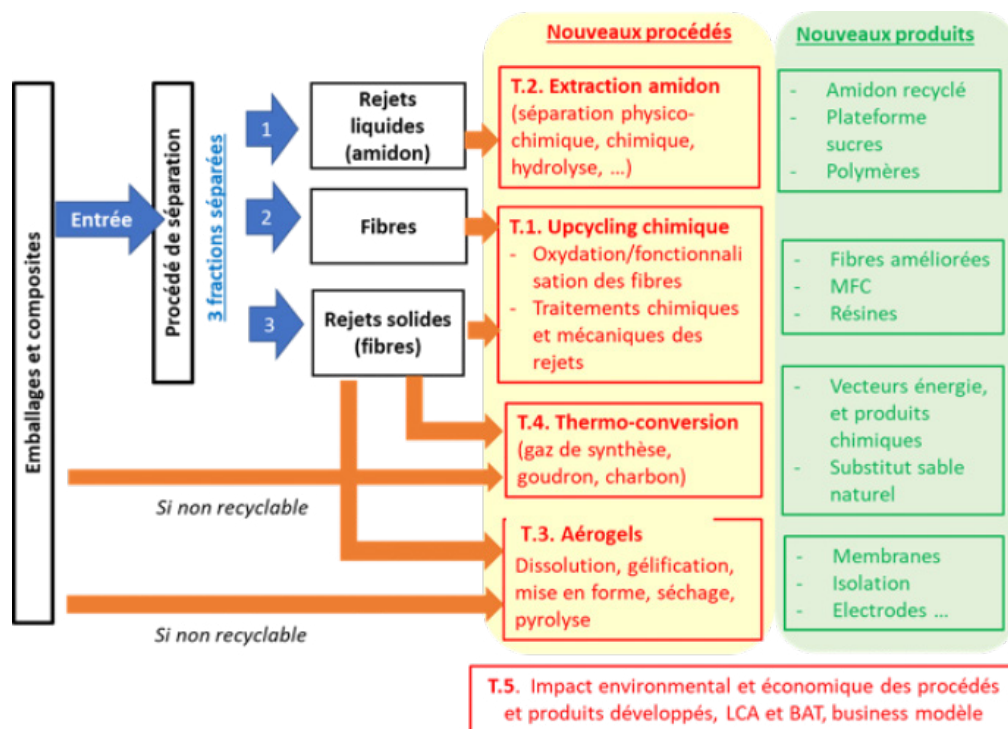 Nouveaux procédés
Nouveaux produits
Emballages et composites
Entrée
Procédé de séparation
3 fractions séparées
1
2
3
Rejets
liquides
(amidon)
Fibres
Rejets solides
(fibres)
Si non recyclable
Si non recyclable
T.2. Extraction amidon
(séparation physico-
chimique, chimique,
hydrolyse, ...)
T.1. Upcycling chimique
- Oxydation/fonctionnali
sation des fibres
- Traitements chimiques
et mécaniques des
rejets
T.4. Thermo-conversion
(gaz de synthèse,
goudron, charbon)
T.3. Aérogels
Dissolution, gélification,
mise en forme, séchage,
pyrolyse
- Amidon recyclé
- Plateforme
sucres
- Polymères
- Fibres améliorées
- MFC
- Résines
- Vecteurs énergie,
et produits
chimiques
- Substitut sable
naturel
- Membranes
- Isolation
- Electrodes ...
T.5. Impact environmental et économique des procédés
et produits développés, LCA et BAT, business modèle